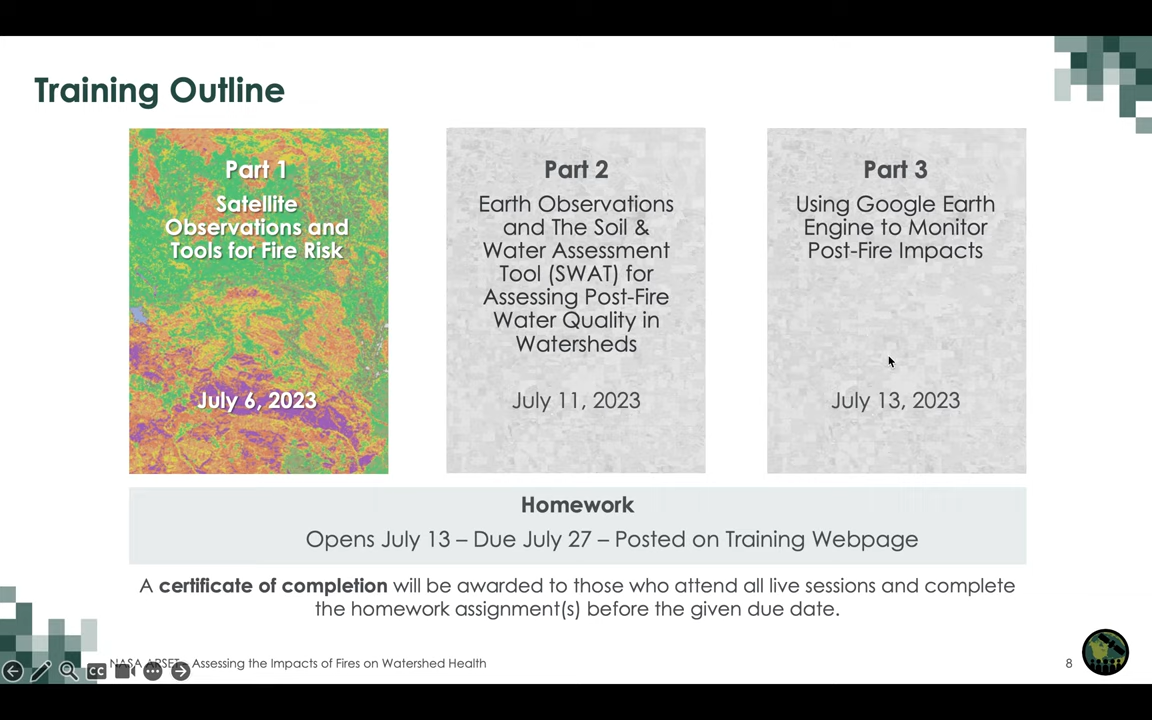 Training Outline
Part 1
Satellite
Observations and
Tools for Fire Risk
July 6, 2023
Part 2
Earth Observations
and The Soil &
Water Assessment
Tool (SWAT) for
Assessing Post-Fire
Water Quality in
Watersheds
July 11, 2023
Part 3
Using Google Earth
Engine to Monitor
Post-Fire Impacts
July 13, 2023
Homework
Opens July 13 – Due July 27 – Posted on Training Webpage
A certificate of completion will be awarded to those who attend all live sessions and complete
the homework assignment(s) before the given due date.
NASA ARSET – Assessing the Impacts of Fires on Watershed Health
8
CC